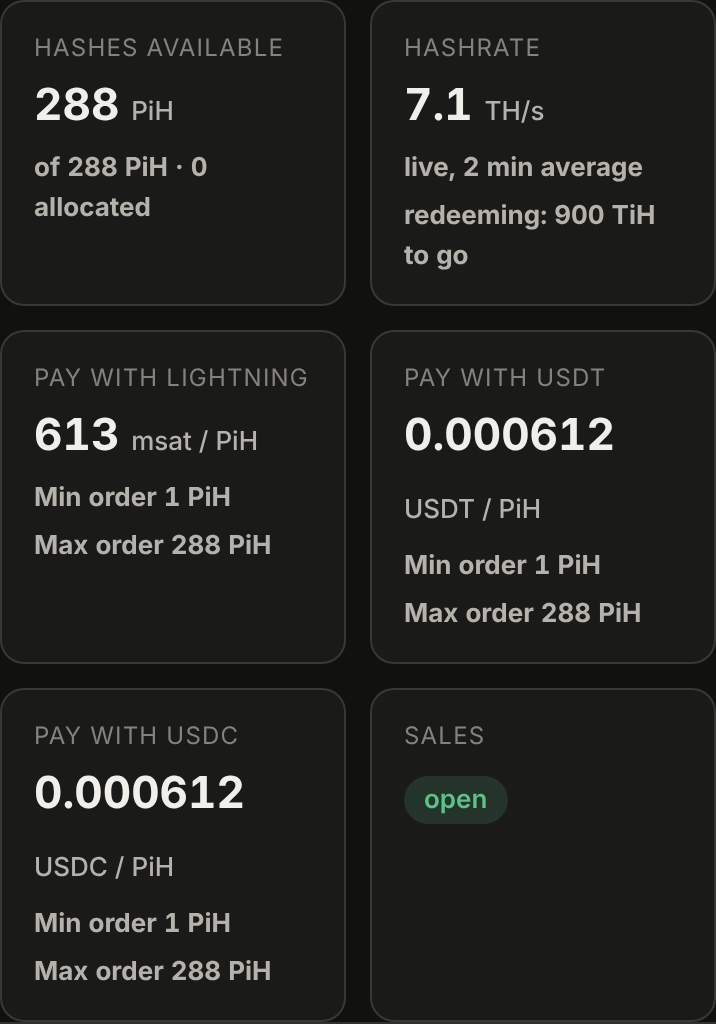 HASHES AVAILABLE
288 PiH
of 288 PiH · 0
allocated
HASHRATE
7.1 TH/s
live, 2 min average
redeeming: 900 TiH
to go
PAY WITH LIGHTNING
613 msat / PiH
Min order 1 PiH
Max order 288 PiH
PAY WITH USDT
0.000612
USDT / PiH
Min order 1 PiH
Max order 288 PiH
PAY WITH USDC
0.000612
USDC / PiH
Min order 1 PiH
Max order 288 PiH
SALES
open